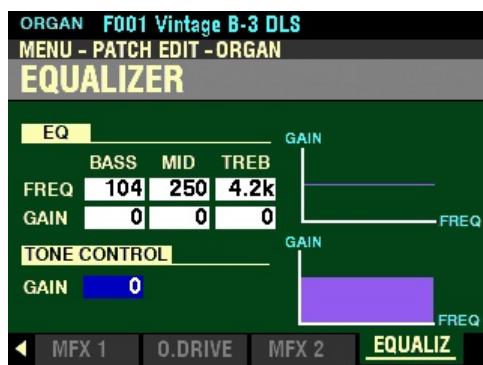 ORGAN F001 Vintage B-3 DLS
MENU - PATCH EDIT - ORGAN
EQUALIZER
EQ
GAIN
BASS MID TREB
FREQ 104 250 4.2k
GAIN 0 0 0
FREQ
TONE CONTROL
GAIN
GAIN 0
FREQ
MFX 1 O.DRIVE MFX 2 EQUALIZ